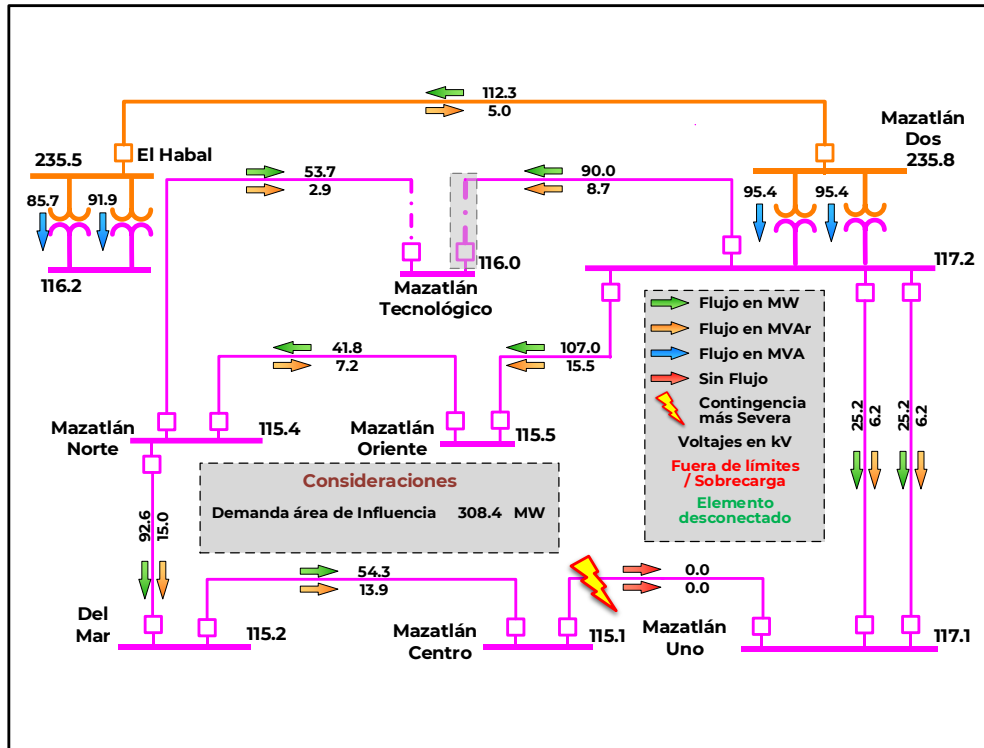 112.3
5.0
Mazatlán
Dos
235.8
El Habal
235.5
53.7
2.9
90.0
8.7
85.7
91.9
95.4
95.4
116.2
116.0
117.2
Mazatlán
Tecnológico
Flujo en MW
Flujo en MVAr
Flujo en MVA
Sin Flujo
Contingencia
más Severa
Voltajes en kV
Fuera de límites
/ Sobrecarga
Elemento
desconectado
41.8
7.2
107.0
15.5
25.2
6.2
25.2
6.2
Mazatlán
Norte
115.4
Mazatlán
Oriente
115.5
Consideraciones
Demanda área de Influencia 308.4 MW
92.6
15.0
54.3
13.9
0.0
0.0
Del
Mar
115.2
Mazatlán
Centro
115.1
Mazatlán
Uno
117.1